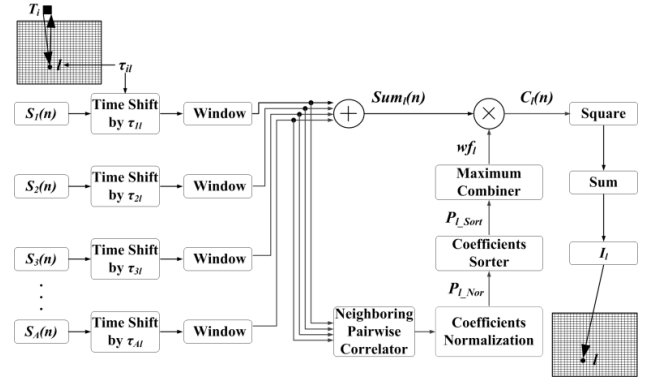 T_i
l
τ_il
Sum_l(n)
C_l(n)
S_1(n)
Time Shift
by τ_1l
Window
+
×
Square
wf_l
S_2(n)
Time Shift
by τ_2l
Window
Maximum
Combiner
Sum
P_l_Sort
S_3(n)
Time Shift
by τ_3l
Window
Coefficients
Sorter
I_l
P_l_Nor
S_A(n)
Time Shift
by τ_Al
Window
Neighboring
Pairwise
Correlator
Coefficients
Normalization
l